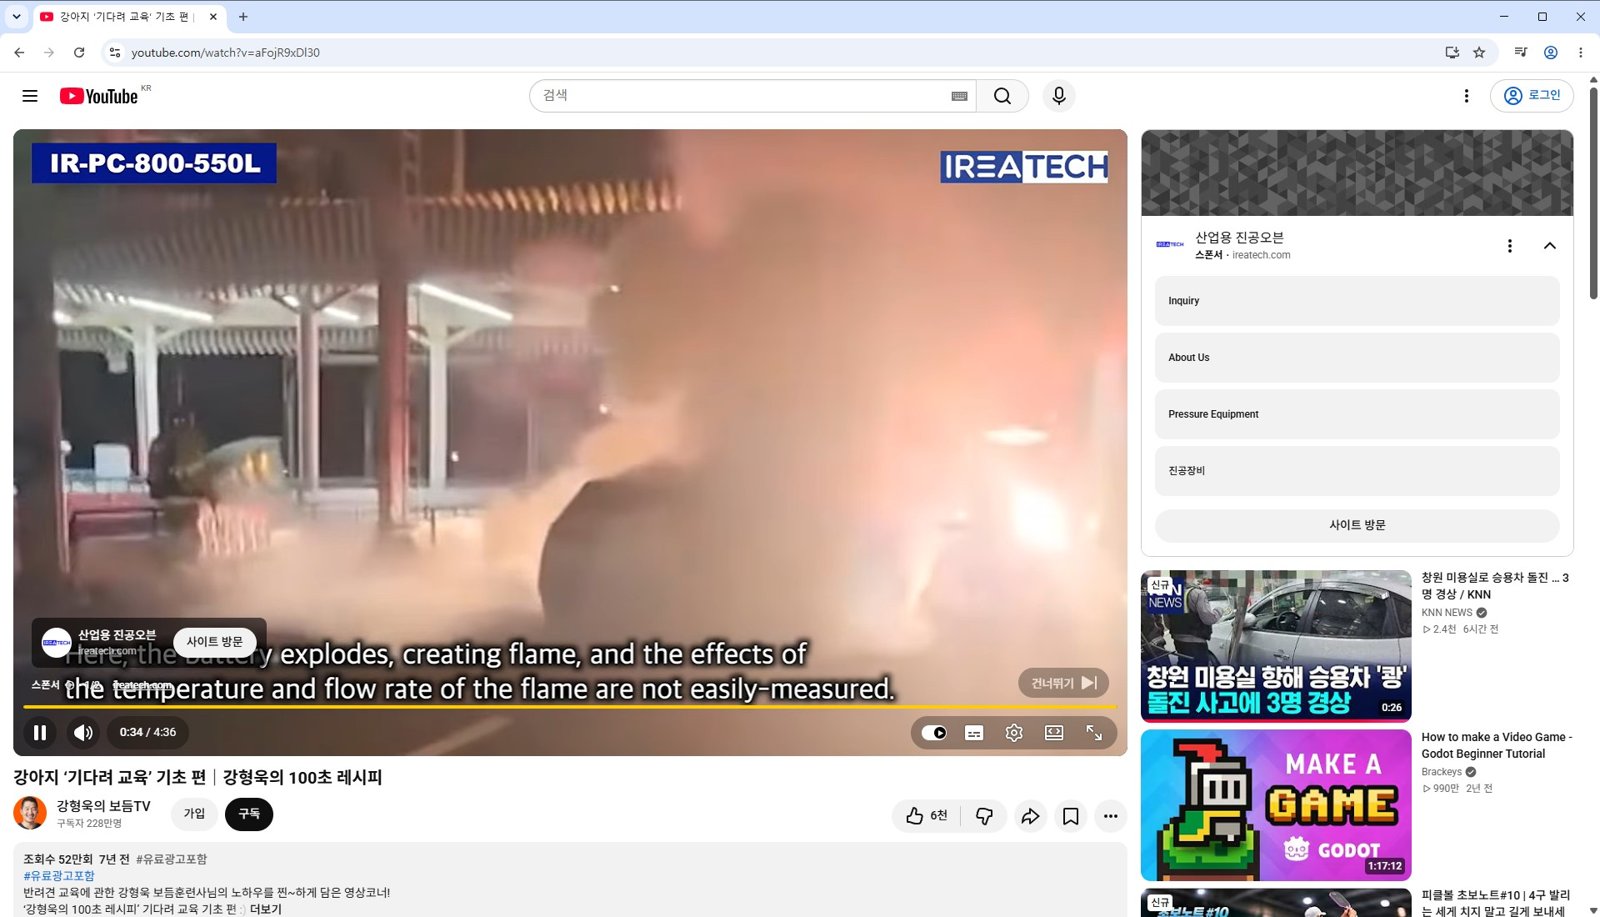 강아지 ‘기다려 교육’ 기초 편 |
youtube.com/watch?v=aFojR9xDl30
YouTube KR
검색
로그인
IR-PC-800-550L
IREATECH
산업용 진공오븐
ireatech.com
사이트 방문
Here, the battery explodes, creating flame, and the effects of
the temperature and flow rate of the flame are not easily-measured.
스폰서
ireatech.com
건너뛰기
0:34 / 4:36
강아지 ‘기다려 교육’ 기초 편│강형욱의 100초 레시피
강형욱의 보듬TV
구독자 228만명
가입
구독
6천
조회수 52만회 7년 전 #유료광고포함
#유료광고포함
반려견 교육에 관한 강형욱 보듬훈련사님의 노하우를 찐~하게 담은 영상코너!
‘강형욱의 100초 레시피’ 기다려 교육 기초 편 :) 더보기
IREATECH
산업용 진공오븐
스폰서 · ireatech.com
Inquiry
About Us
Pressure Equipment
진공장비
사이트 방문
신규
KNN
NEWS
창원 미용실 향해 승용차 '쾅'
돌진 사고에 3명 경상
0:26
창원 미용실로 승용차 돌진 ... 3
명 경상 / KNN
KNN NEWS
2.4천 6시간 전
MAKE A
GAME
GODOT
1:17:12
How to make a Video Game -
Godot Beginner Tutorial
Brackeys
990만 2년 전
신규
피클볼 초보노트#10 | 4구 발리
는 세게 치지 말고 길게 보내세